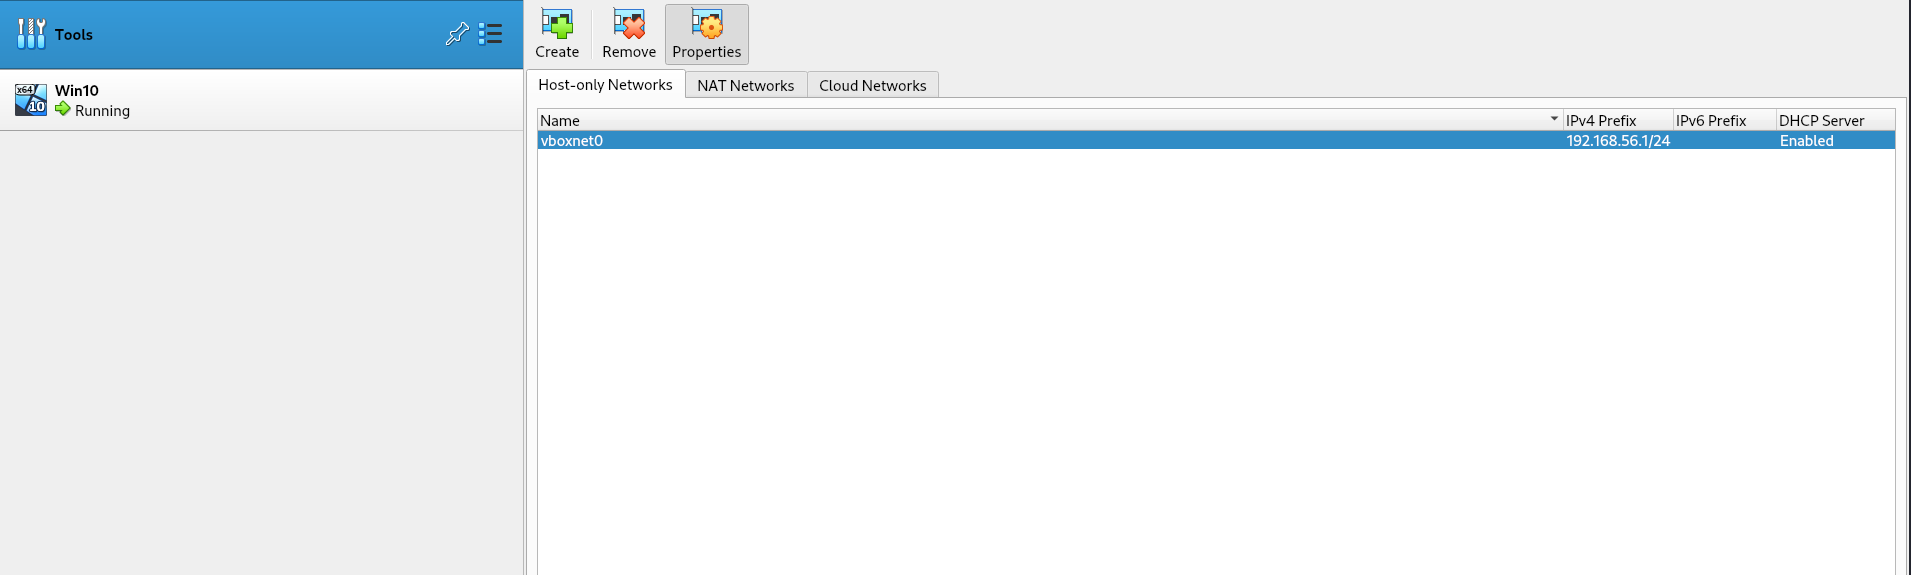 Tools
x64
10
Win10
Running
Create
Remove
Properties
Host-only Networks
NAT Networks
Cloud Networks
Name
IPv4 Prefix
IPv6 Prefix
DHCP Server
vboxnet0
192.168.56.1/24
Enabled